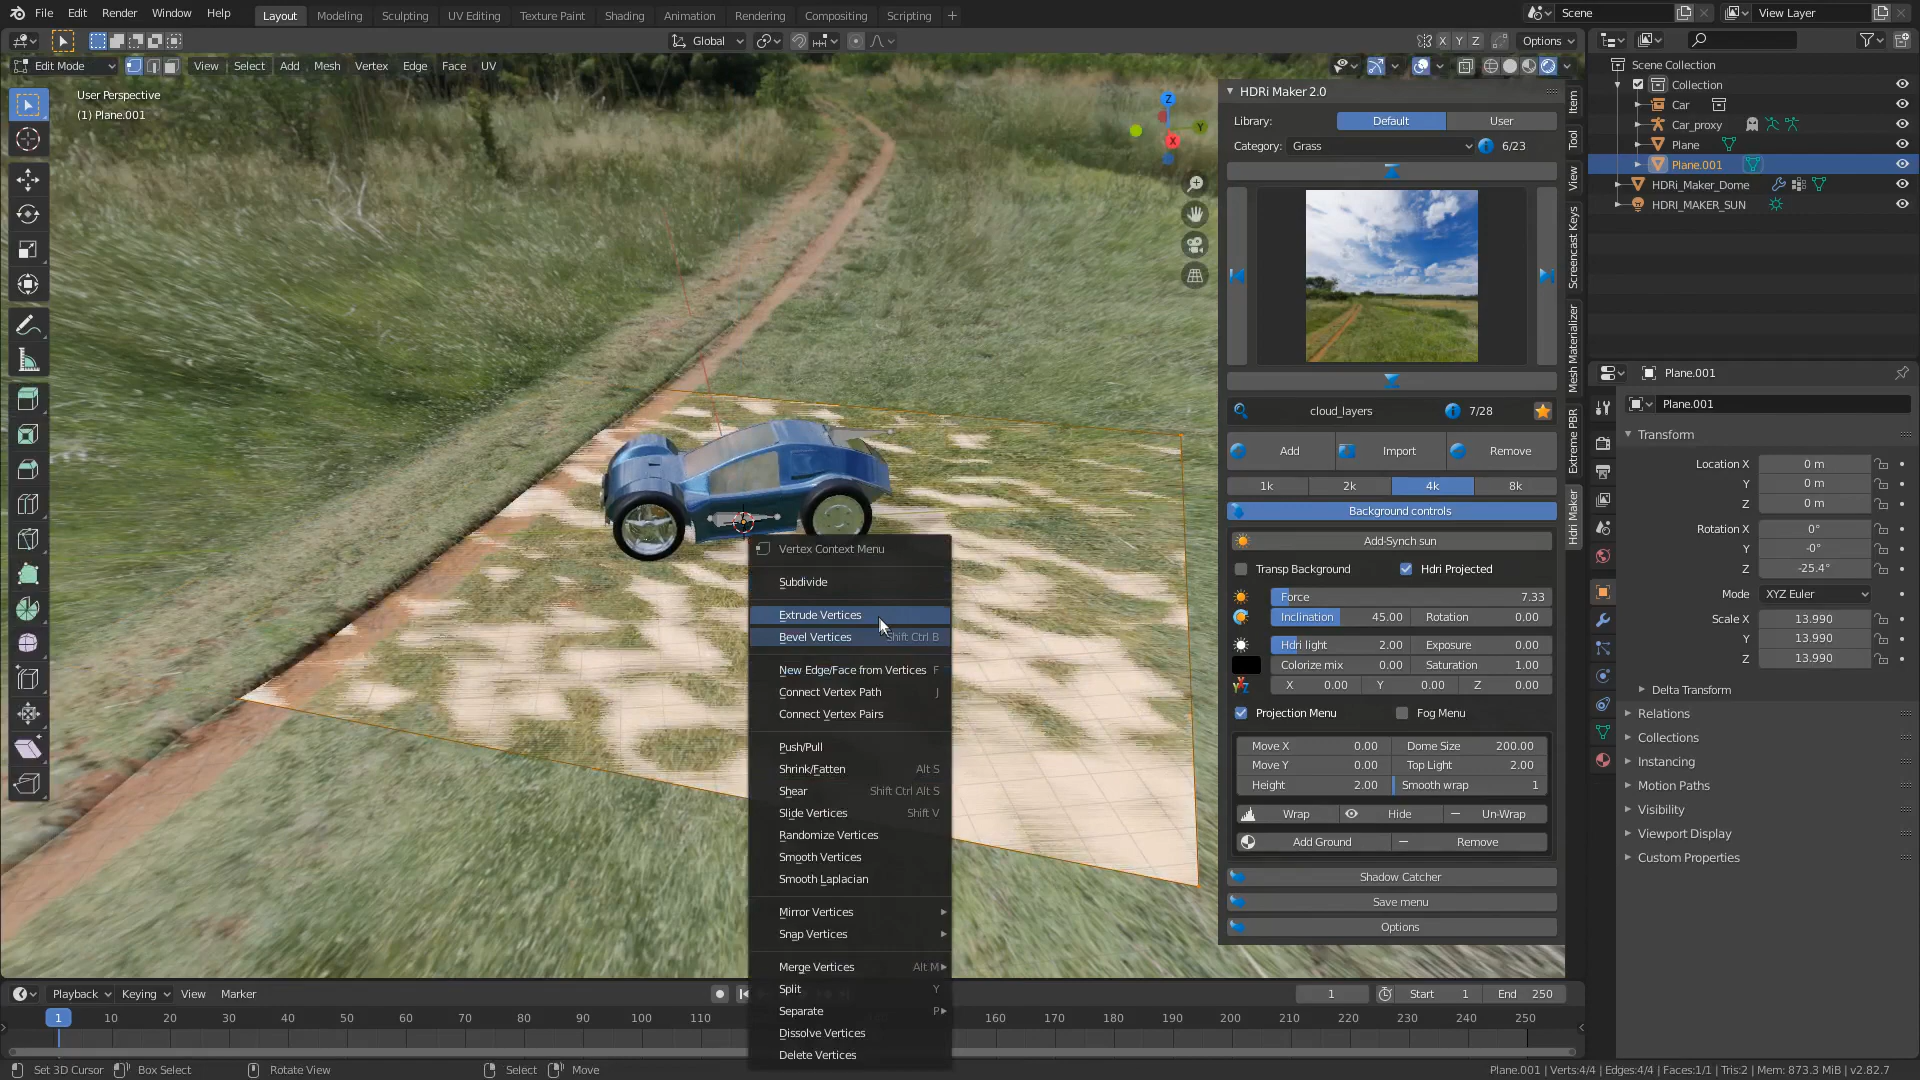 File Edit Render Window Help
Layout Modeling Sculpting UV Editing Texture Paint Shading Animation Rendering Compositing Scripting +
Scene
View Layer
Global
X Y Z
Options
Edit Mode
View Select Add Mesh Vertex Edge Face UV
User Perspective
(1) Plane.001
Z
Y
X
HDRi Maker 2.0
Library:
Default
User
Category:
Grass
6/23
cloud_layers
7/28
Add
Import
Remove
1k
2k
4k
8k
Background controls
Add-Synch sun
Transp Background
Hdri Projected
Force 7.33
Inclination 45.00
Rotation 0.00
Hdri light 2.00
Exposure 0.00
Colorize mix 0.00
Saturation 1.00
X 0.00
Y 0.00
Z 0.00
Projection Menu
Fog Menu
Move X 0.00
Dome Size 200.00
Move Y 0.00
Top Light 2.00
Height 2.00
Smooth wrap 1
Wrap
Hide
Un-Wrap
Add Ground
Remove
Shadow Catcher
Save menu
Options
Item
Tool
View
Screencast Keys
Mesh Materializer
Extreme PBR
Hdri Maker
Vertex Context Menu
Subdivide
Extrude Vertices
Bevel Vertices Shift Ctrl B
New Edge/Face from Vertices F
Connect Vertex Path J
Connect Vertex Pairs
Push/Pull
Shrink/Fatten Alt S
Shear Shift Ctrl Alt S
Slide Vertices Shift V
Randomize Vertices
Smooth Vertices
Smooth Laplacian
Mirror Vertices
Snap Vertices
Merge Vertices Alt M
Split Y
Separate P
Dissolve Vertices
Delete Vertices
Scene Collection
Collection
Car
Car_proxy
Plane
Plane.001
HDRi_Maker_Dome
HDRI_MAKER_SUN
Plane.001
Plane.001
Transform
Location X 0 m
Y 0 m
Z 0 m
Rotation X 0°
Y -0°
Z -25.4°
Mode XYZ Euler
Scale X 13.990
Y 13.990
Z 13.990
Delta Transform
Relations
Collections
Instancing
Motion Paths
Visibility
Viewport Display
Custom Properties
Playback Keying View Marker
1
Start 1
End 250
1 10 20 30 40 50 60 70 80 90 100 110 160 170 180 190 200 210 220 230 240 250
Set 3D Cursor
Box Select
Rotate View
Select
Move
Plane.001 | Verts:4/4 | Edges:4/4 | Faces:1/1 | Tris:2 | Mem: 873.3 MiB | v2.82.7